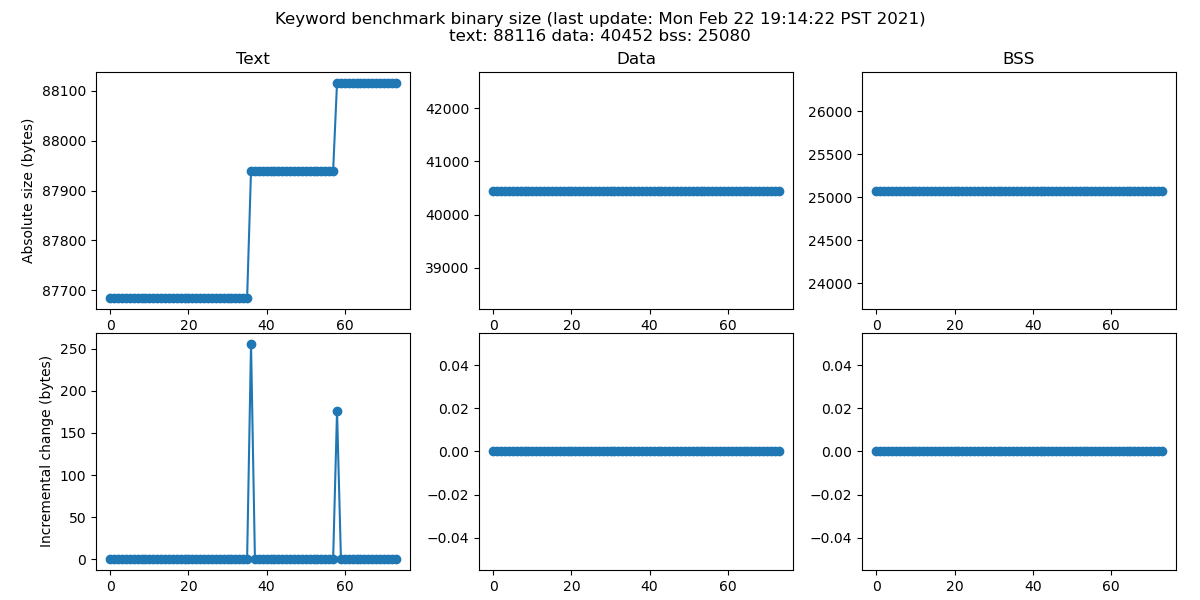 Keyword benchmark binary size (last update: Mon Feb 22 19:14:22 PST 2021)
text: 88116 data: 40452 bss: 25080
Text
Absolute size (bytes)
88100
88000
87900
87800
87700
0 20 40 60
Data
42000
41000
40000
39000
0 20 40 60
BSS
26000
25500
25000
24500
24000
0 20 40 60
Incremental change (bytes)
250
200
150
100
50
0
0 20 40 60
0.04
0.02
0.00
−0.02
−0.04
0 20 40 60
0.04
0.02
0.00
−0.02
−0.04
0 20 40 60